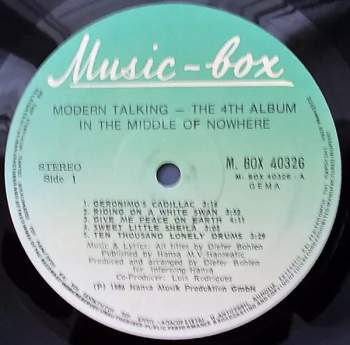 Music-box
MODERN TALKING – THE 4TH ALBUM
IN THE MIDDLE OF NOWHERE
STEREO
Side 1
M. BOX 40326
M. BOX 40326 - A
GEMA
1. GERONIMO'S CADILLAC 3:16
2. RIDING ON A WHITE SWAN 3:52
3. GIVE ME PEACE ON EARTH 4:11
4. SWEET LITTLE SHEILA 3:03
5. TEN THOUSAND LONELY DRUMS 3:29
Music & Lyrics: All titles by Dieter Bohlen
Published by Hansa M.V./Hanseatic
Produced and arranged by Dieter Bohlen
for Intersong Hansa
Co-Producer: Luis Rodriguez
(P) 1986 Hansa Musik Produktion GmbH